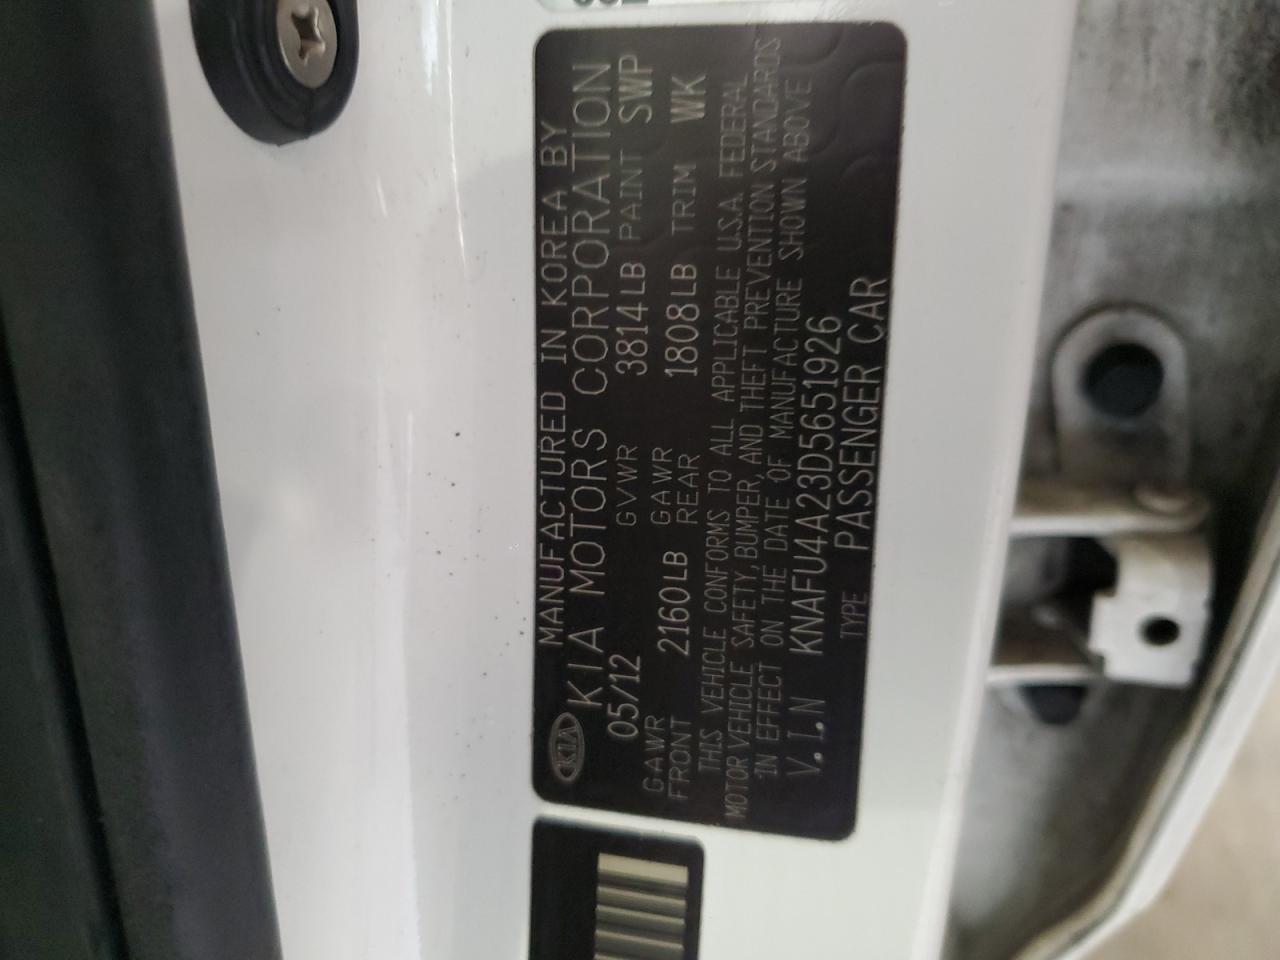 MANUFACTURED IN KOREA BY
KIA KIA MOTORS CORPORATION
05/12 GVWR 3814LB PAINT SWP
GAWR FRONT 2160LB GAWR REAR 1808LB TRIM WK
THIS VEHICLE CONFORMS TO ALL APPLICABLE U.S.A. FEDERAL
MOTOR VEHICLE SAFETY, BUMPER, AND THEFT PREVENTION STANDARDS
IN EFFECT ON THE DATE OF MANUFACTURE SHOWN ABOVE
V.I.N KNAFU4A23D5651926
TYPE PASSENGER CAR